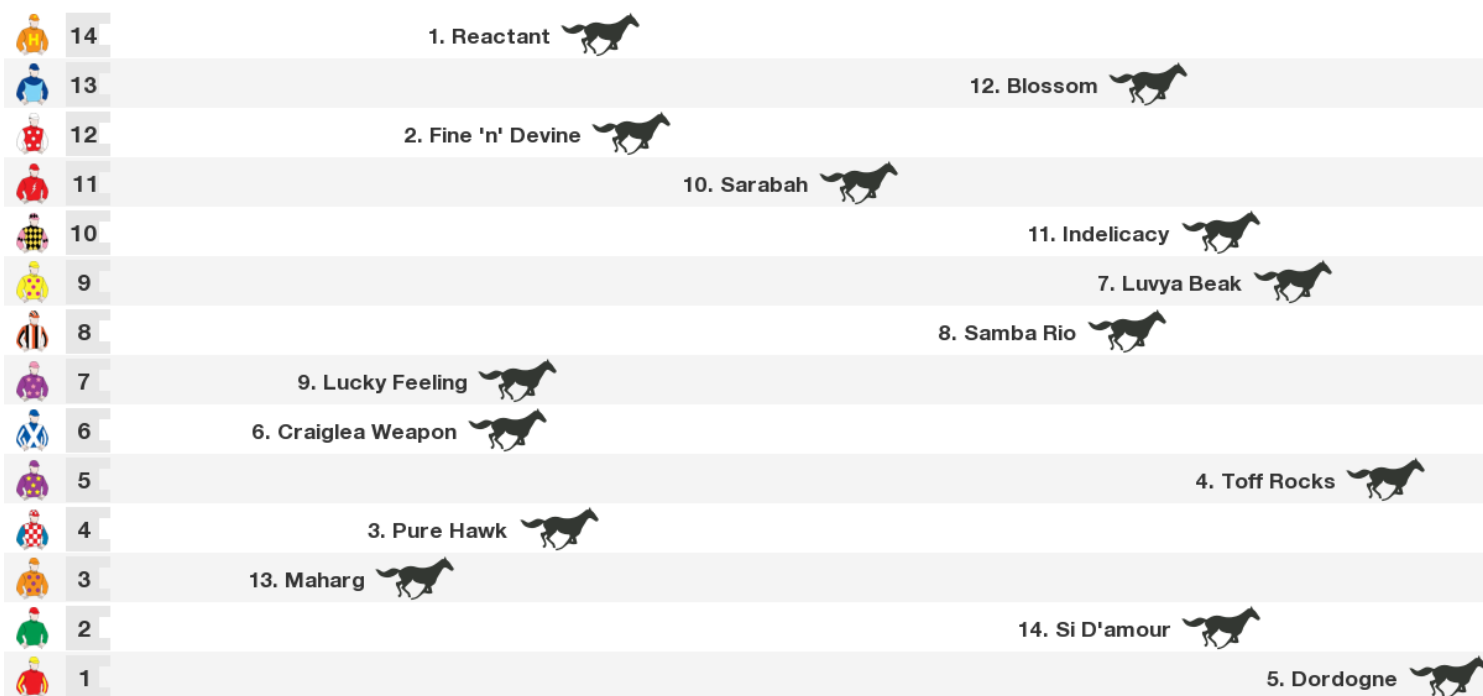 14 1. Reactant
13 12. Blossom
12 2. Fine 'n' Devine
11 10. Sarabah
10 11. Indelicacy
9 7. Luvya Beak
8 8. Samba Rio
7 9. Lucky Feeling
6 6. Craiglea Weapon
5 4. Toff Rocks
4 3. Pure Hawk
3 13. Maharg
2 14. Si D'amour
1 5. Dordogne